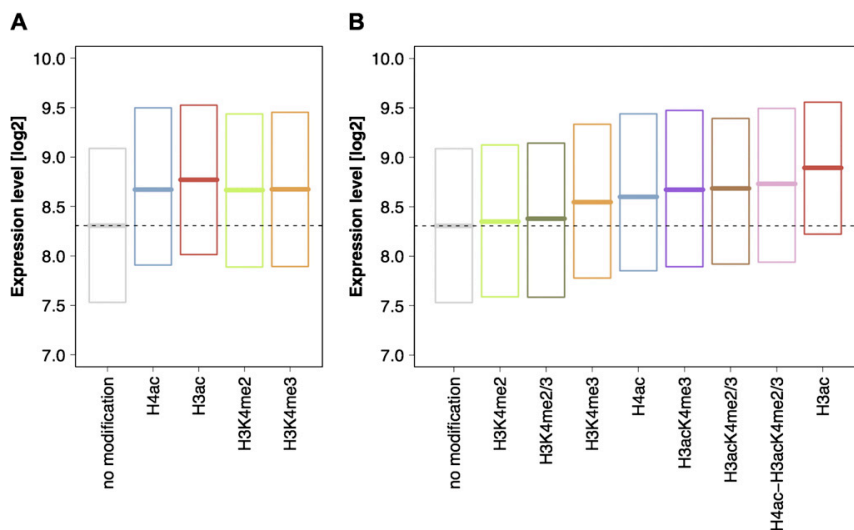 A
Expression level [log2]
10.0
9.5
9.0
8.5
8.0
7.5
7.0
no modification
H4ac
H3ac
H3K4me2
H3K4me3
B
Expression level [log2]
10.0
9.5
9.0
8.5
8.0
7.5
7.0
no modification
H3K4me2
H3K4me2/3
H3K4me3
H4ac
H3acK4me3
H3acK4me2/3
H4ac–H3acK4me2/3
H3ac